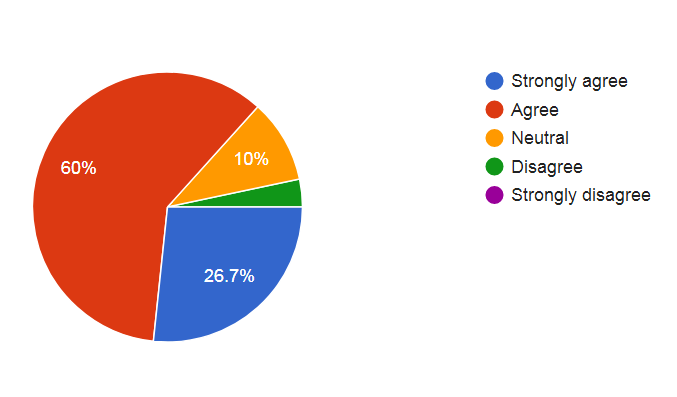 Strongly agree
Agree
Neutral
Disagree
Strongly disagree
60%
10%
26.7%